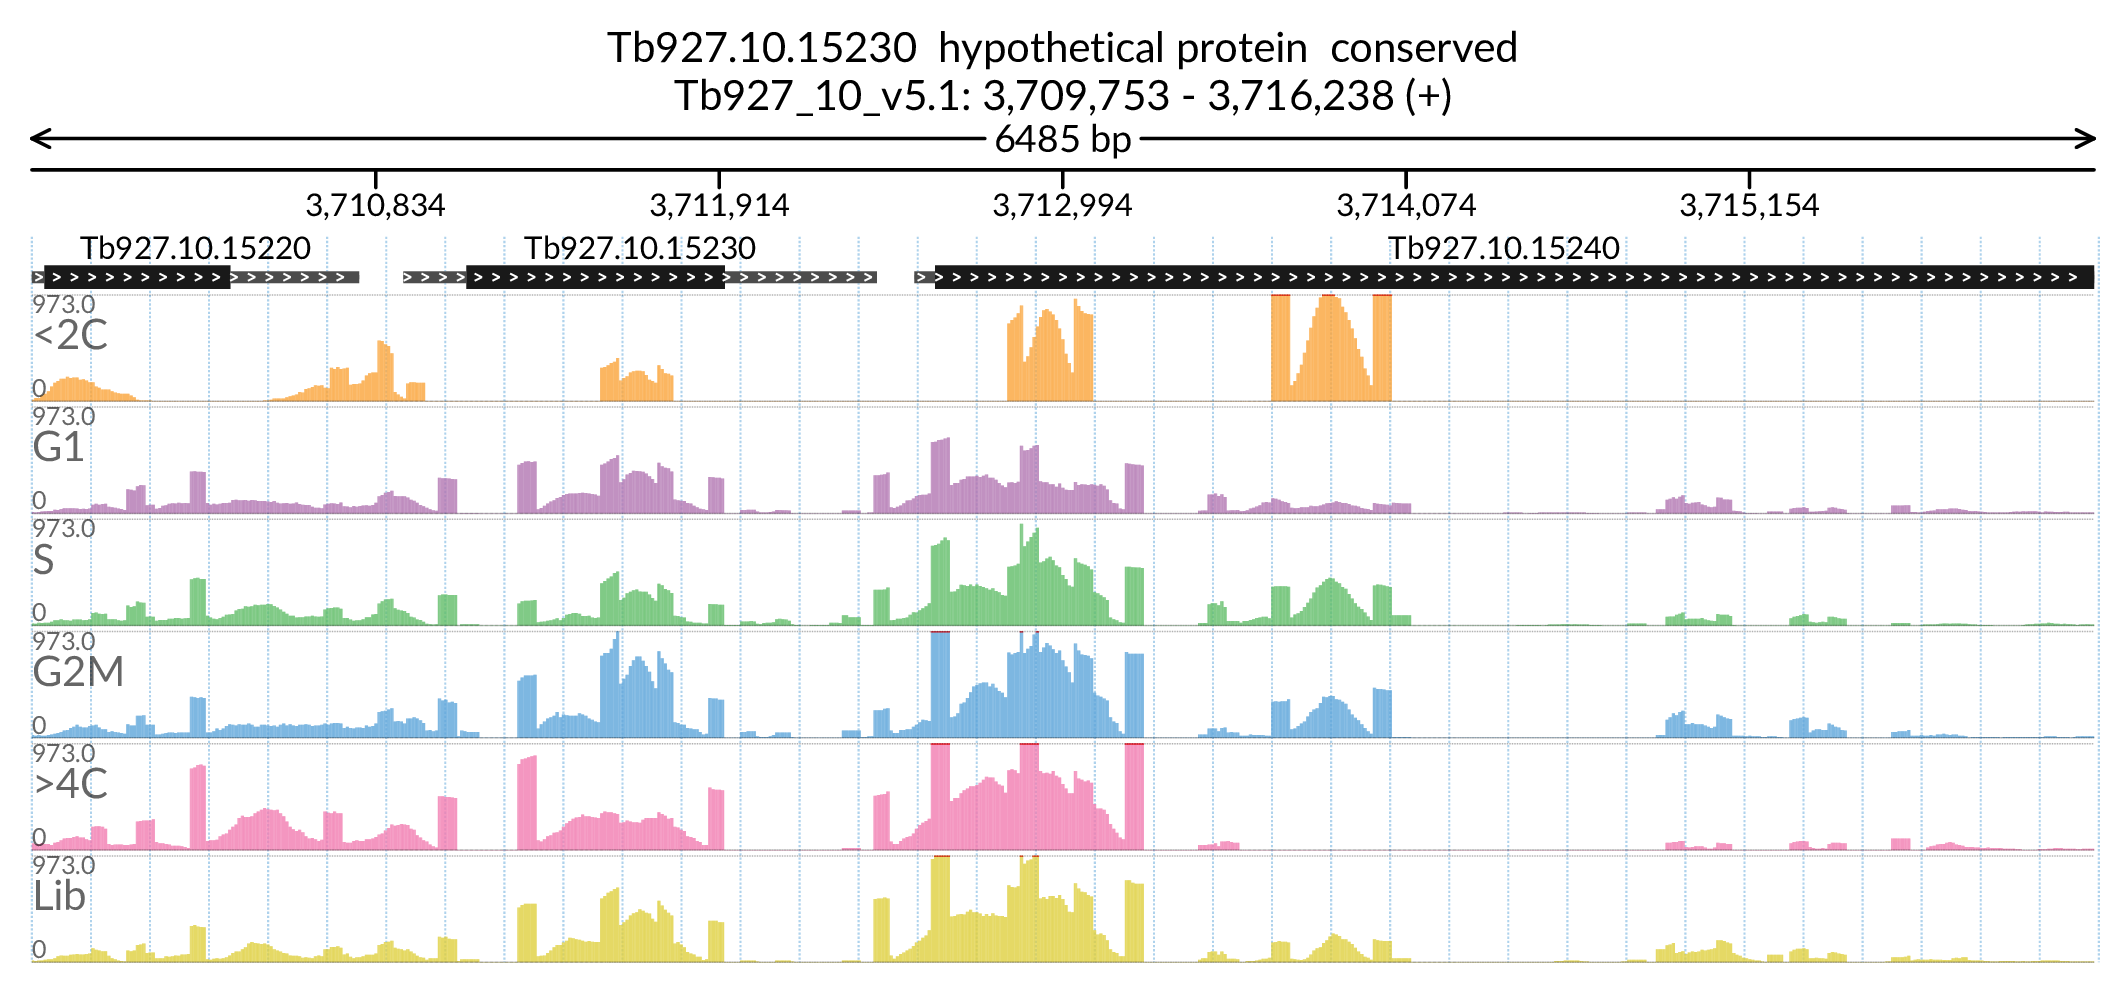 Tb927.10.15230 hypothetical protein conserved
Tb927_10_v5.1: 3,709,753 - 3,716,238 (+)
6485 bp
3,710,834 3,711,914 3,712,994 3,714,074 3,715,154
Tb927.10.15220 Tb927.10.15230 Tb927.10.15240
973.0
<2C
0
973.0
G1
0
973.0
S
0
973.0
G2M
0
973.0
>4C
0
973.0
Lib
0